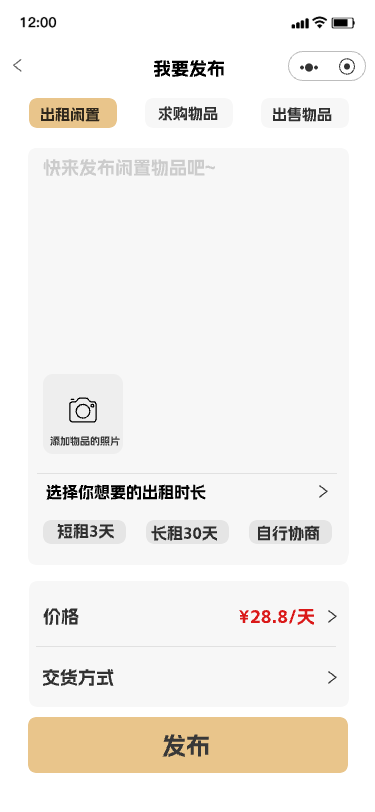 12:00
我要发布
出租闲置
求购物品
出售物品
快来发布闲置物品吧~
添加物品的照片
选择你想要的出租时长
短租3天
长租30天
自行协商
价格
¥28.8/天
交货方式
发布